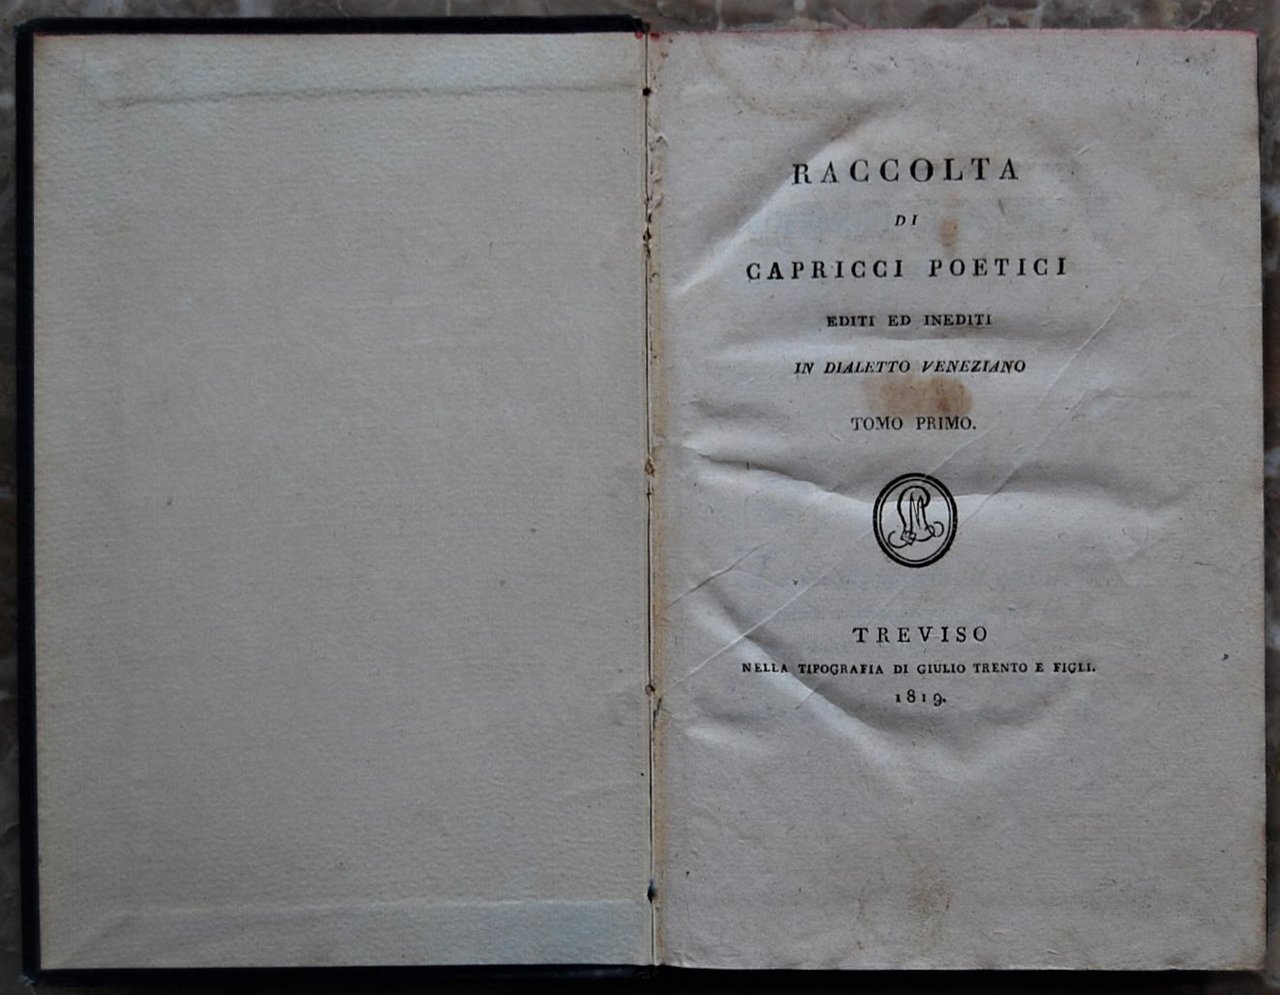 RACCOLTA
DI
CAPRICCI POETICI
EDITI ED INEDITI
IN DIALETTO VENEZIANO
TOMO PRIMO.
TREVISO
NELLA TIPOGRAFIA DI GIULIO TRENTO E FIGLI.
1819.